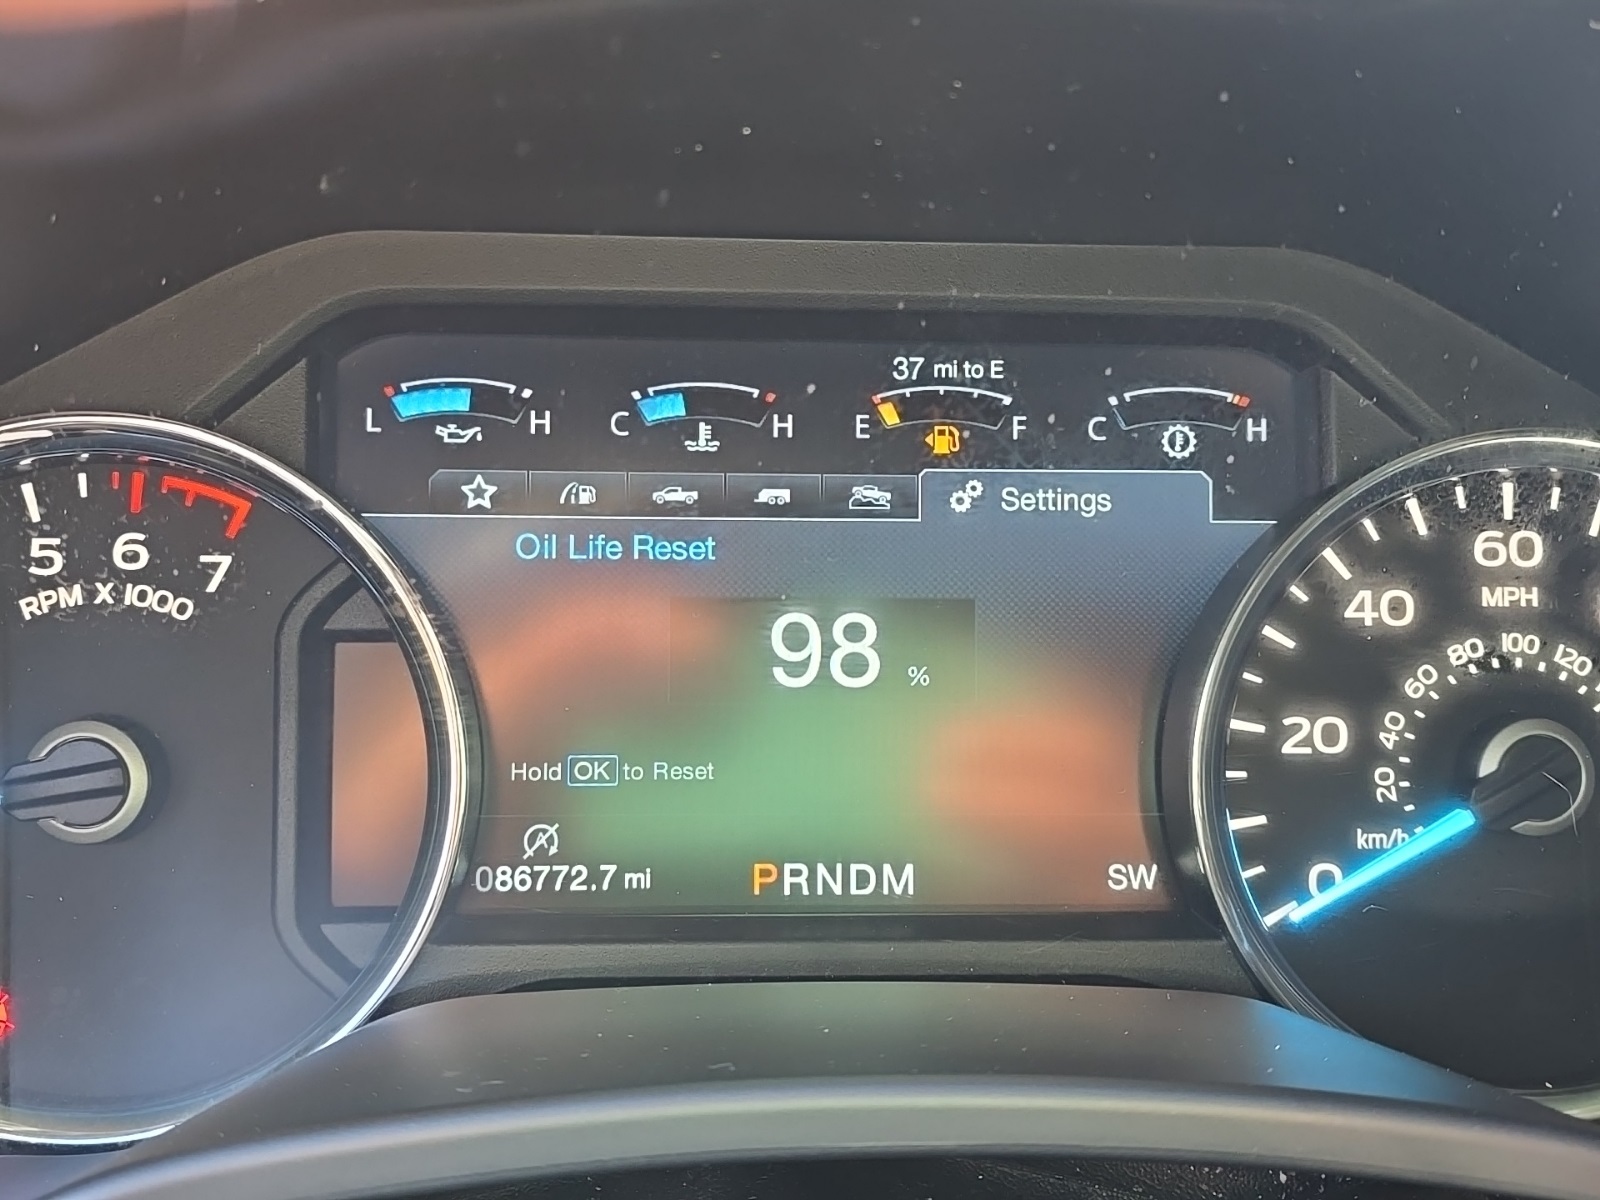 37 mi to E
L H C H E F C H
Settings
Oil Life Reset
98 %
Hold OK to Reset
086772.7 mi PRNDM SW
5 6 7
RPM X 1000
0 20 40 60
MPH
20 40 60 80 100 120
km/h